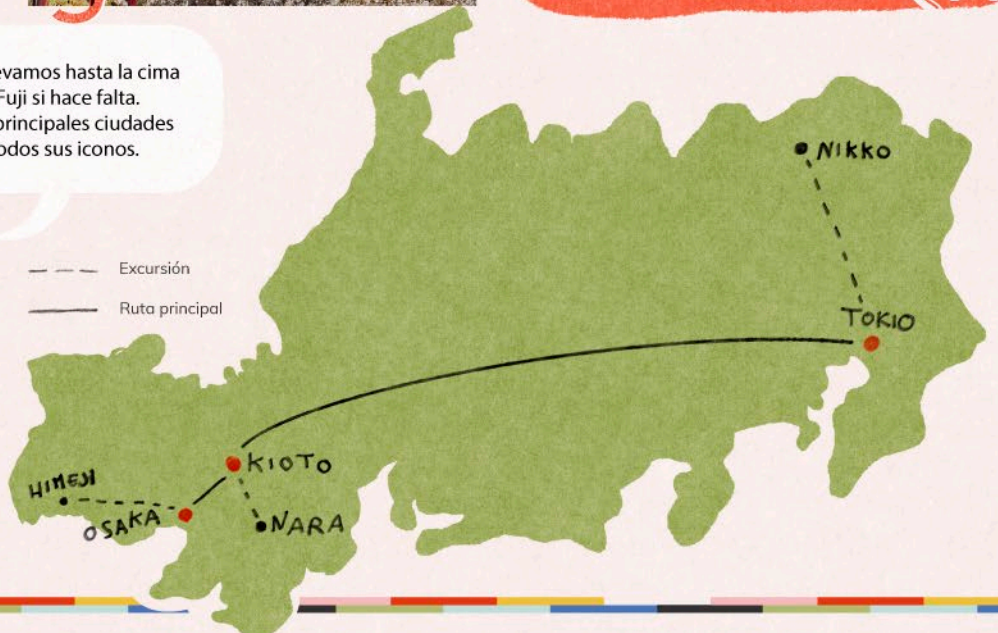 evamos hasta la cima
Fuji si hace falta.
principales ciudades
odos sus iconos.
Excursión
Ruta principal
NIKKO
TOKIO
KIOTO
HIMEJI
OSAKA
NARA